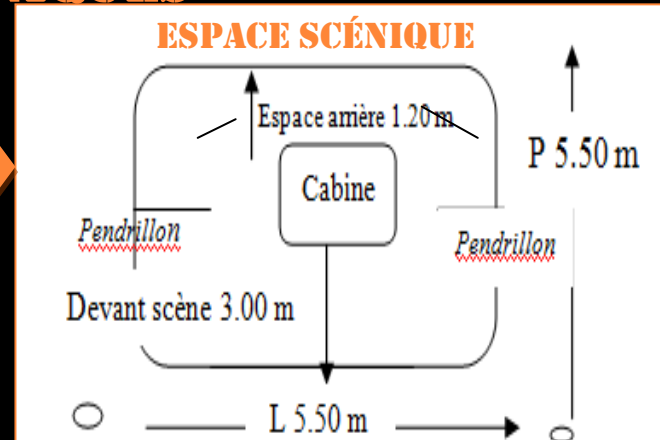 ESPACE SCÉNIQUE
Espace arrière 1.20 m
P 5.50 m
Cabine
Pendrillon
Pendrillon
Devant scène 3.00 m
L 5.50 m